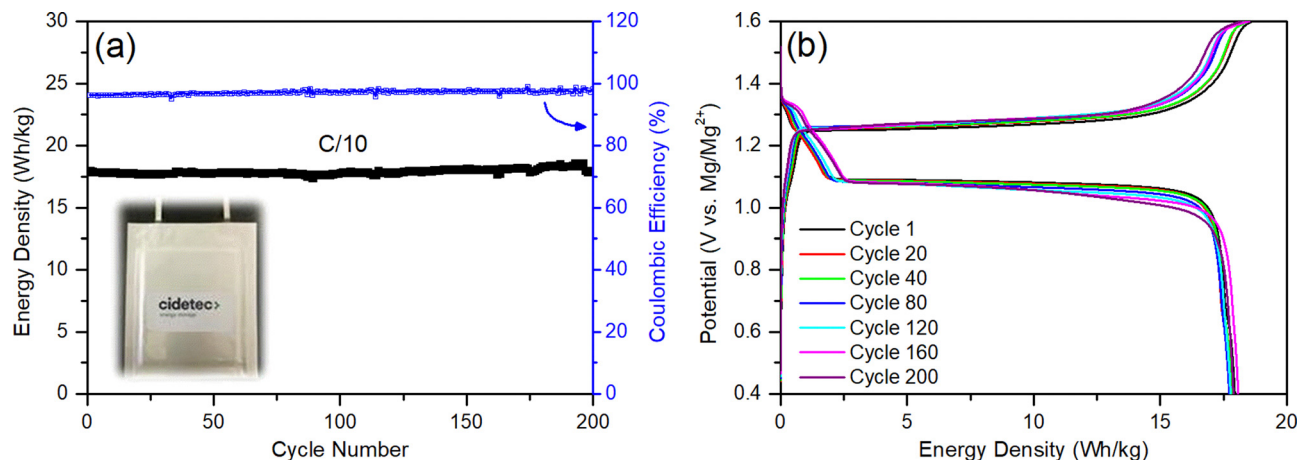 (a)
Energy Density (Wh/kg)
30
25
20
15
10
5
0
C/10
cidetec>
energy storage
120
100
80
60
40
20
0
Coulombic Efficiency (%)
0
50
100
150
200
Cycle Number
(b)
Potential (V vs. Mg/Mg²⁺)
1.6
1.4
1.2
1.0
0.8
0.6
0.4
Cycle 1
Cycle 20
Cycle 40
Cycle 80
Cycle 120
Cycle 160
Cycle 200
0
5
10
15
20
Energy Density (Wh/kg)